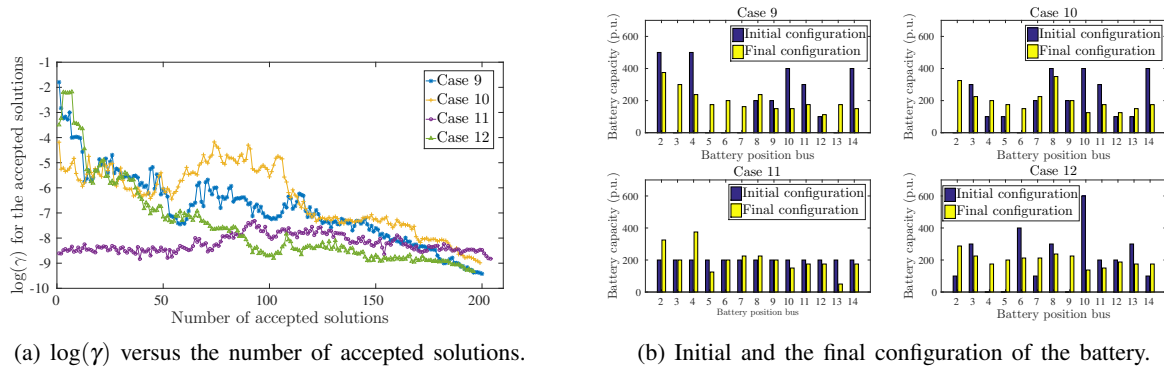 -1
-2
-3
-4
-5
-6
-7
-8
-9
-10
0 50 100 150 200
log(γ) for the accepted solutions
Number of accepted solutions
Case 9
Case 10
Case 11
Case 12
(a) log(γ) versus the number of accepted solutions.
Case 9
Initial configuration
Final configuration
Battery capacity (p.u.)
600
400
200
0
2 3 4 5 6 7 8 9 10 11 12 13 14
Battery position bus
Case 10
Initial configuration
Final configuration
Battery capacity (p.u.)
600
400
200
0
2 3 4 5 6 7 8 9 10 11 12 13 14
Battery position bus
Case 11
Initial configuration
Final configuration
Battery capacity (p.u.)
600
400
200
0
2 3 4 5 6 7 8 9 10 11 12 13 14
Battery position bus
Case 12
Initial configuration
Final configuration
Battery capacity (p.u.)
600
400
200
0
2 3 4 5 6 7 8 9 10 11 12 13 14
Battery position bus
(b) Initial and the final configuration of the battery.